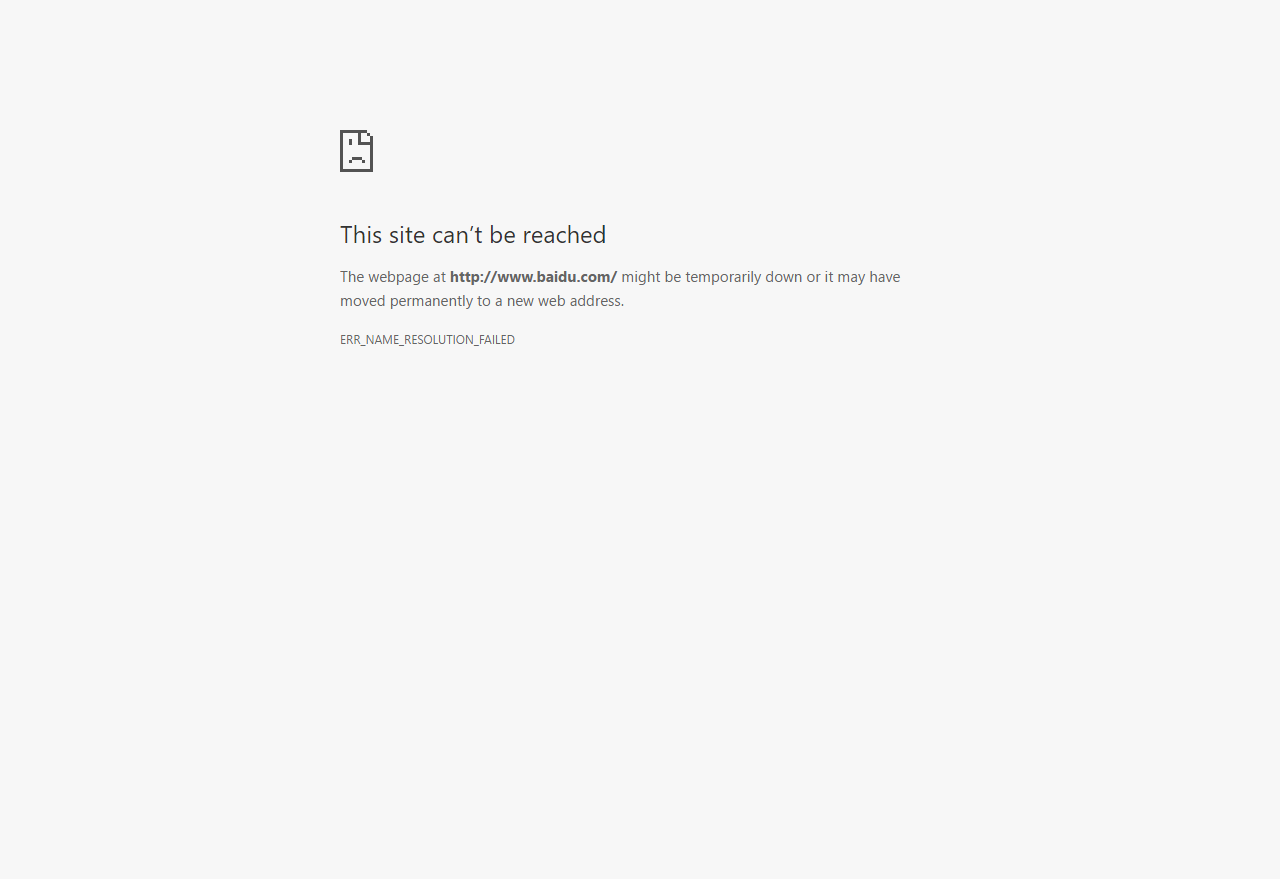 This site can’t be reached
The webpage at http://www.baidu.com/ might be temporarily down or it may have
moved permanently to a new web address.
ERR_NAME_RESOLUTION_FAILED